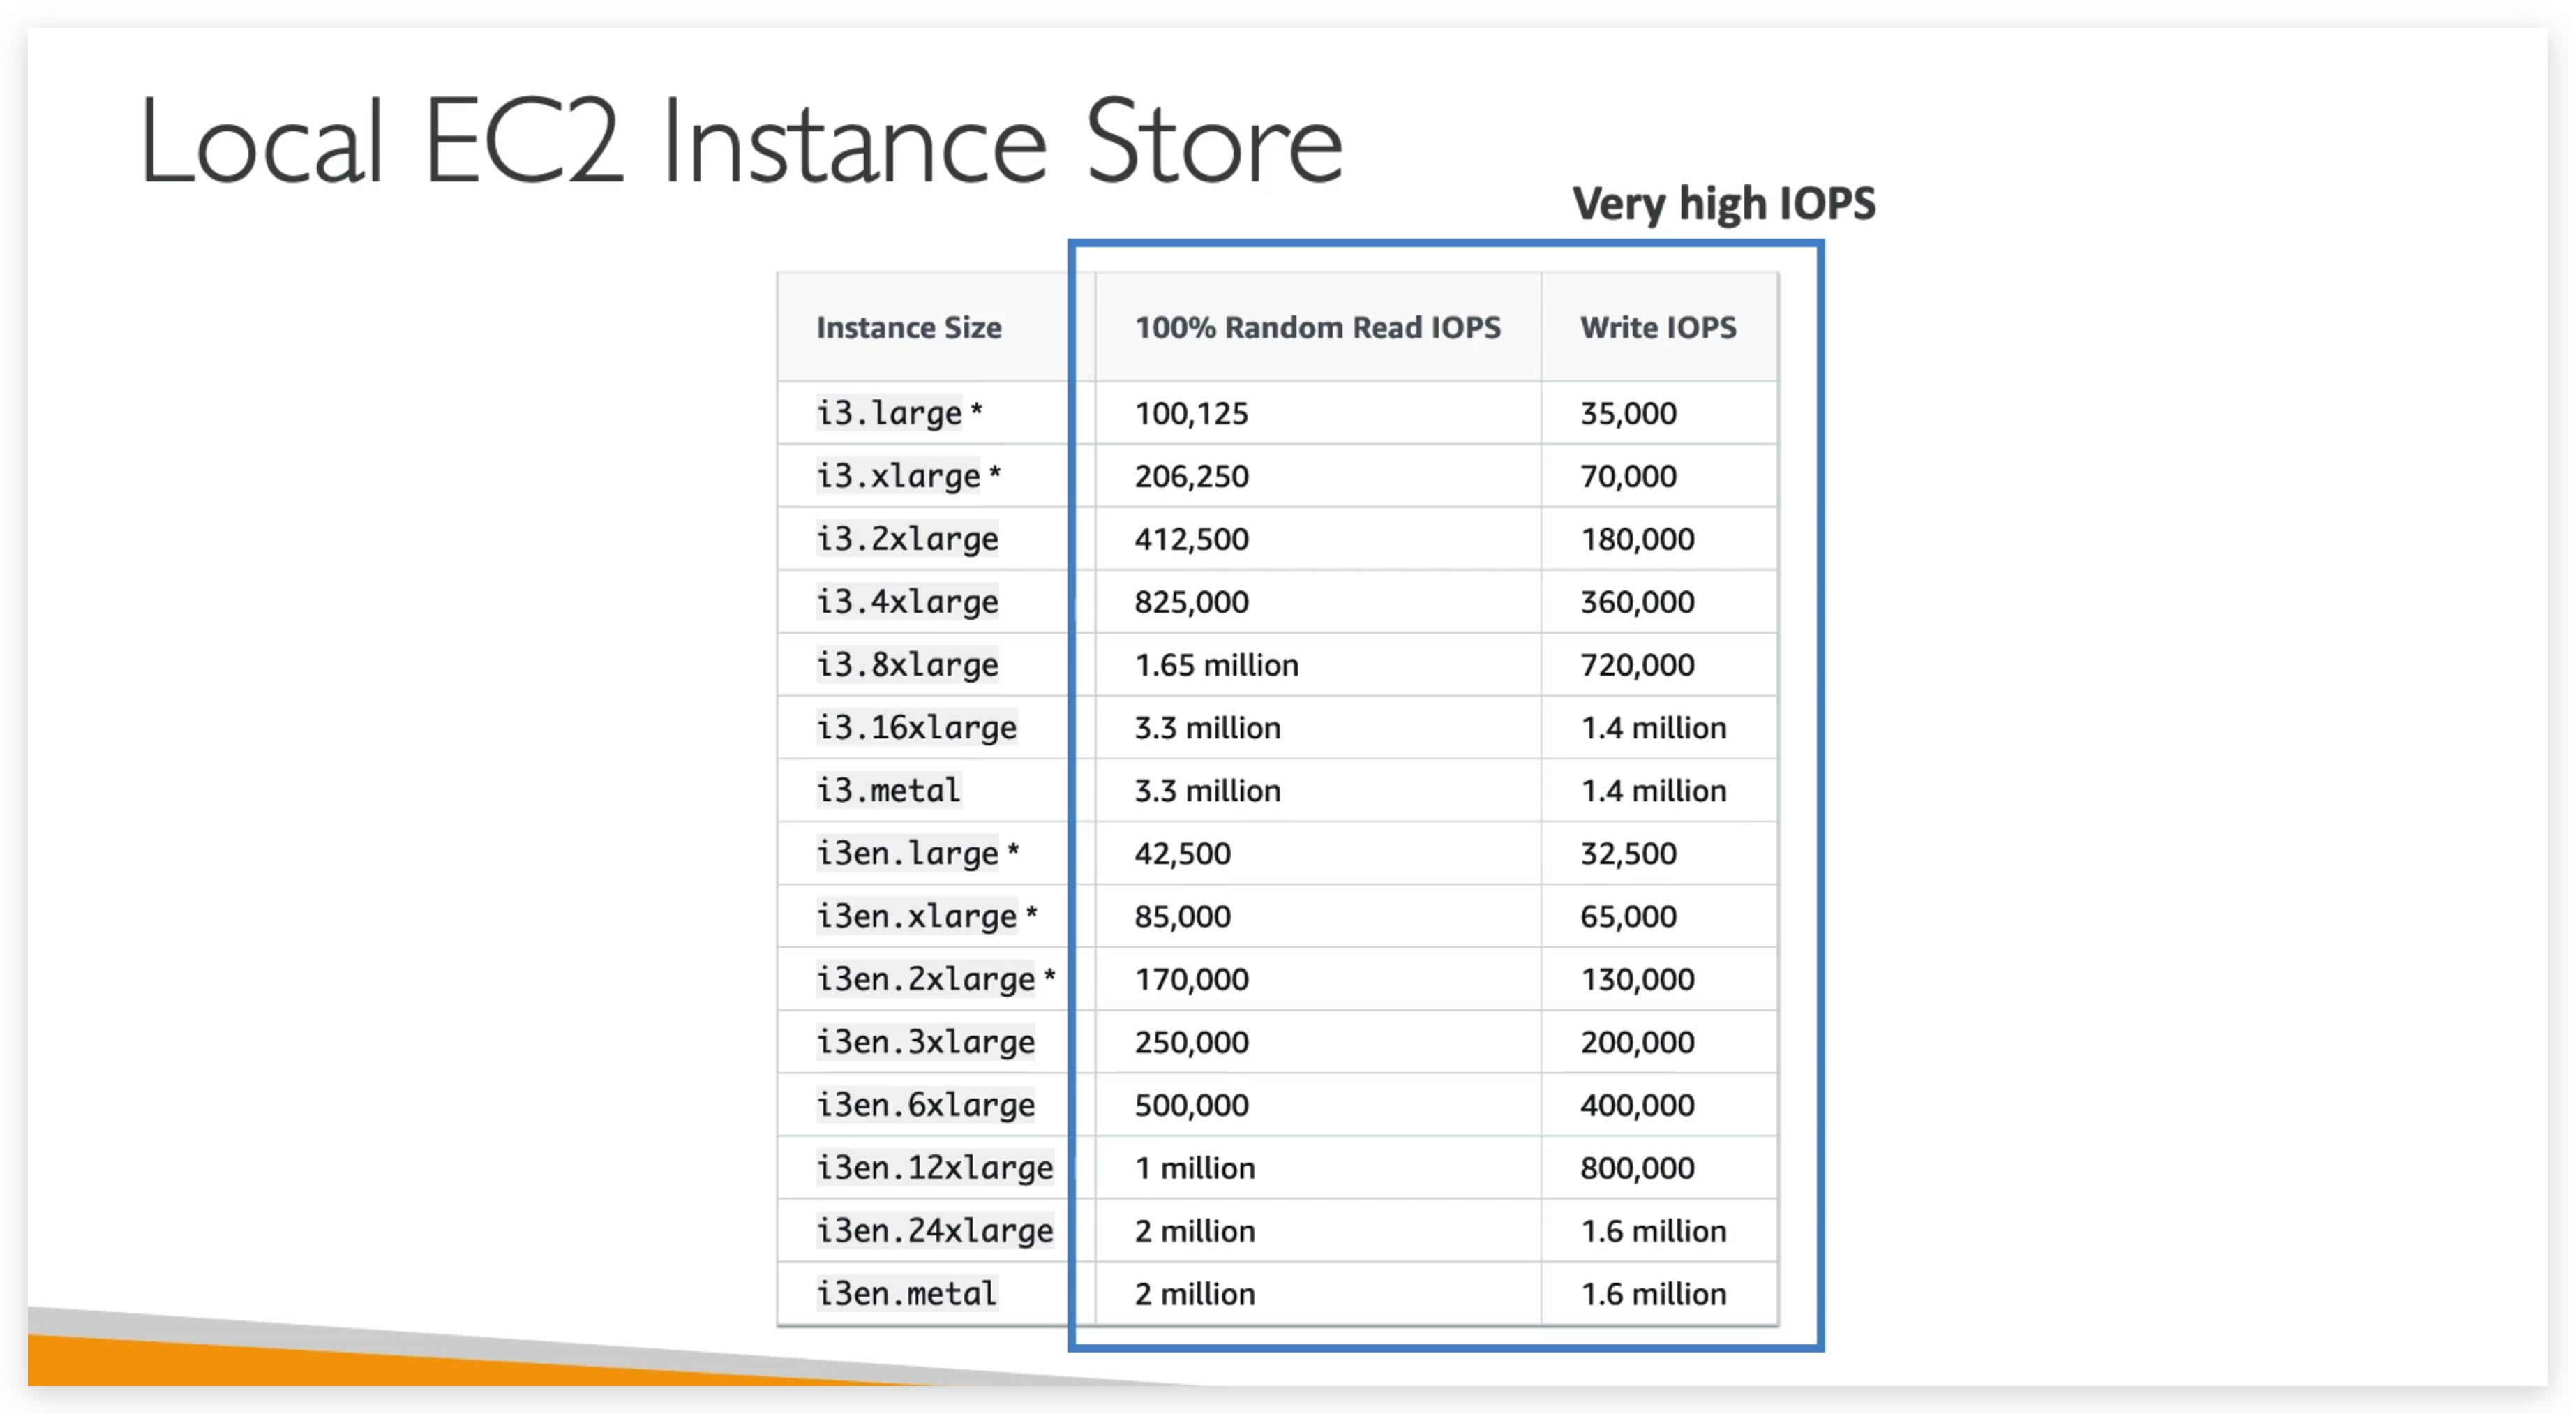 Local EC2 Instance Store
Very high IOPS
Instance Size 100% Random Read IOPS Write IOPS
i3.large * 100,125 35,000
i3.xlarge * 206,250 70,000
i3.2xlarge 412,500 180,000
i3.4xlarge 825,000 360,000
i3.8xlarge 1.65 million 720,000
i3.16xlarge 3.3 million 1.4 million
i3.metal 3.3 million 1.4 million
i3en.large * 42,500 32,500
i3en.xlarge * 85,000 65,000
i3en.2xlarge * 170,000 130,000
i3en.3xlarge 250,000 200,000
i3en.6xlarge 500,000 400,000
i3en.12xlarge 1 million 800,000
i3en.24xlarge 2 million 1.6 million
i3en.metal 2 million 1.6 million